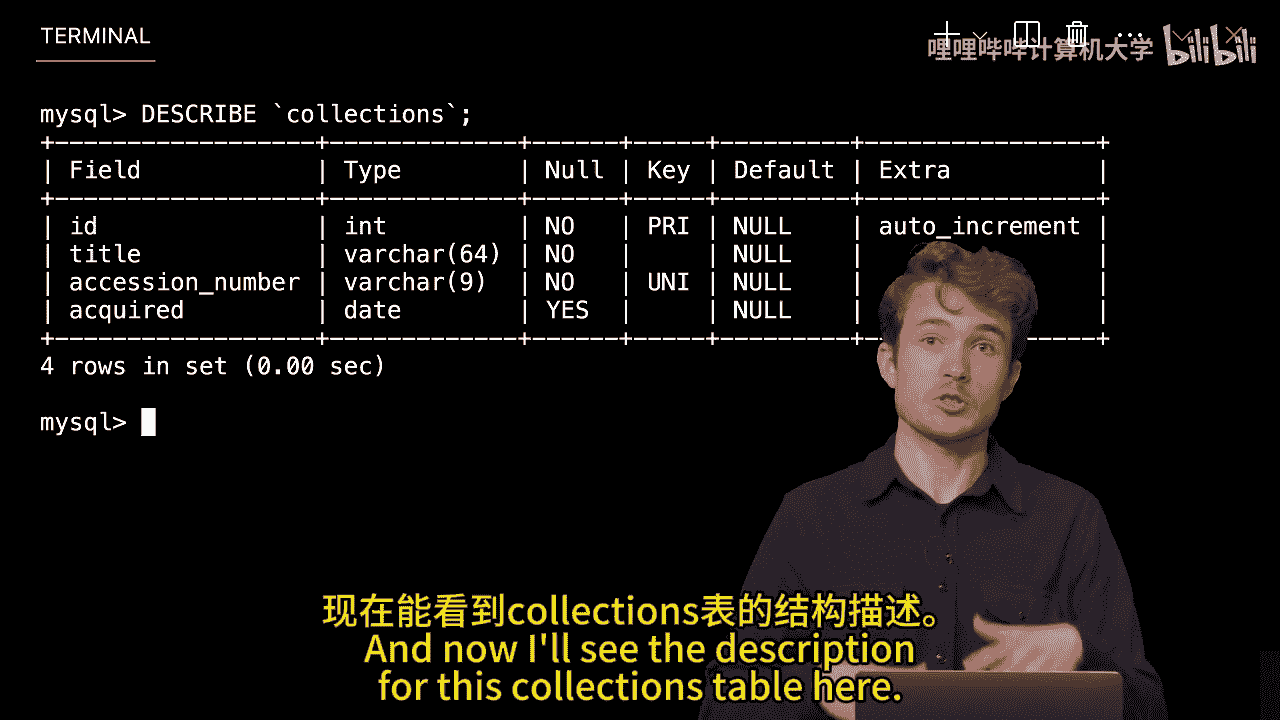 TERMINAL
哩哩哔哔计算机大学 bilibili
mysql> DESCRIBE `collections`;
+------------------+-------------+------+-----+---------+----------------+
| Field            | Type        | Null | Key | Default | Extra          |
+------------------+-------------+------+-----+---------+----------------+
| id               | int         | NO   | PRI | NULL    | auto_increment |
| title            | varchar(64) | NO   |     | NULL    |                |
| accession_number | varchar(9)  | NO   | UNI | NULL    |                |
| acquired         | date        | YES  |     | NULL    |                |
+------------------+-------------+------+-----+---------+----------------+
4 rows in set (0.00 sec)
mysql>
现在能看到collections表的结构描述。
And now I'll see the description
for this collections table here.